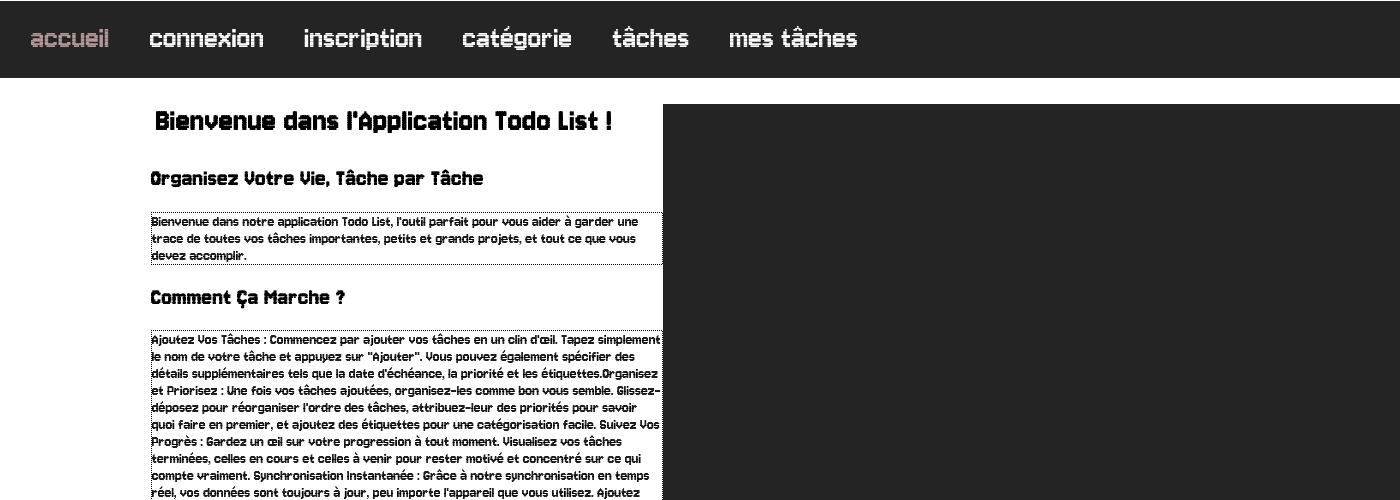 accueil connexion inscription catégorie tâches mes tâches
Bienvenue dans l'Application Todo List !
Organisez Votre Vie, Tâche par Tâche
Bienvenue dans notre application Todo List, l'outil parfait pour vous aider à garder une
trace de toutes vos tâches importantes, petits et grands projets, et tout ce que vous
devez accomplir.
Comment Ça Marche ?
Ajoutez Vos Tâches : Commencez par ajouter vos tâches en un clin d'œil. Tapez simplement
le nom de votre tâche et appuyez sur "Ajouter". Vous pouvez également spécifier des
détails supplémentaires tels que la date d'échéance, la priorité et les étiquettes.Organisez
et Priorisez : Une fois vos tâches ajoutées, organisez-les comme bon vous semble. Glissez-
déposez pour réorganiser l'ordre des tâches, attribuez-leur des priorités pour savoir
quoi faire en premier, et ajoutez des étiquettes pour une catégorisation facile. Suivez Vos
Progrès : Gardez un œil sur votre progression à tout moment. Visualisez vos tâches
terminées, celles en cours et celles à venir pour rester motivé et concentré sur ce qui
compte vraiment. Synchronisation Instantanée : Grâce à notre synchronisation en temps
réel, vos données sont toujours à jour, peu importe l'appareil que vous utilisez. Ajoutez